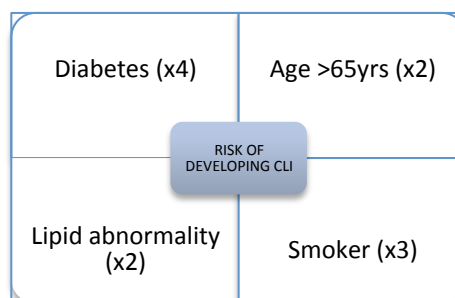 Diabetes (x4)
Age >65yrs (x2)
RISK OF
DEVELOPING CLI
Lipid abnormality
(x2)
Smoker (x3)